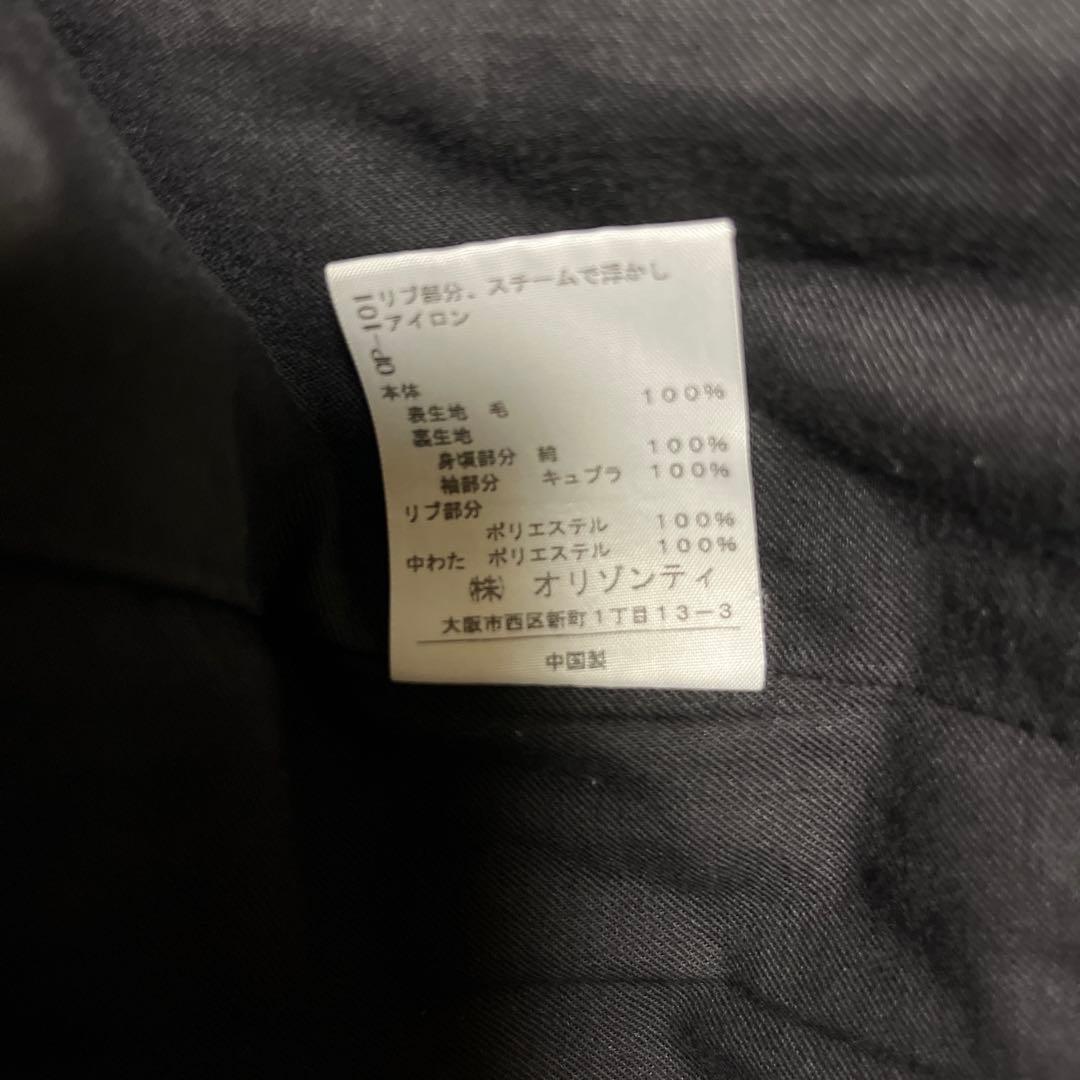 リブ部分、スチームで浮かし
アイロン
本体
表生地 毛 100%
裏生地
身頃部分 綿 100%
袖部分 キュプラ 100%
リブ部分
ポリエステル 100%
中わた ポリエステル 100%
㈱ オリゾンティ
大阪市西区新町1丁目13-3
中国製